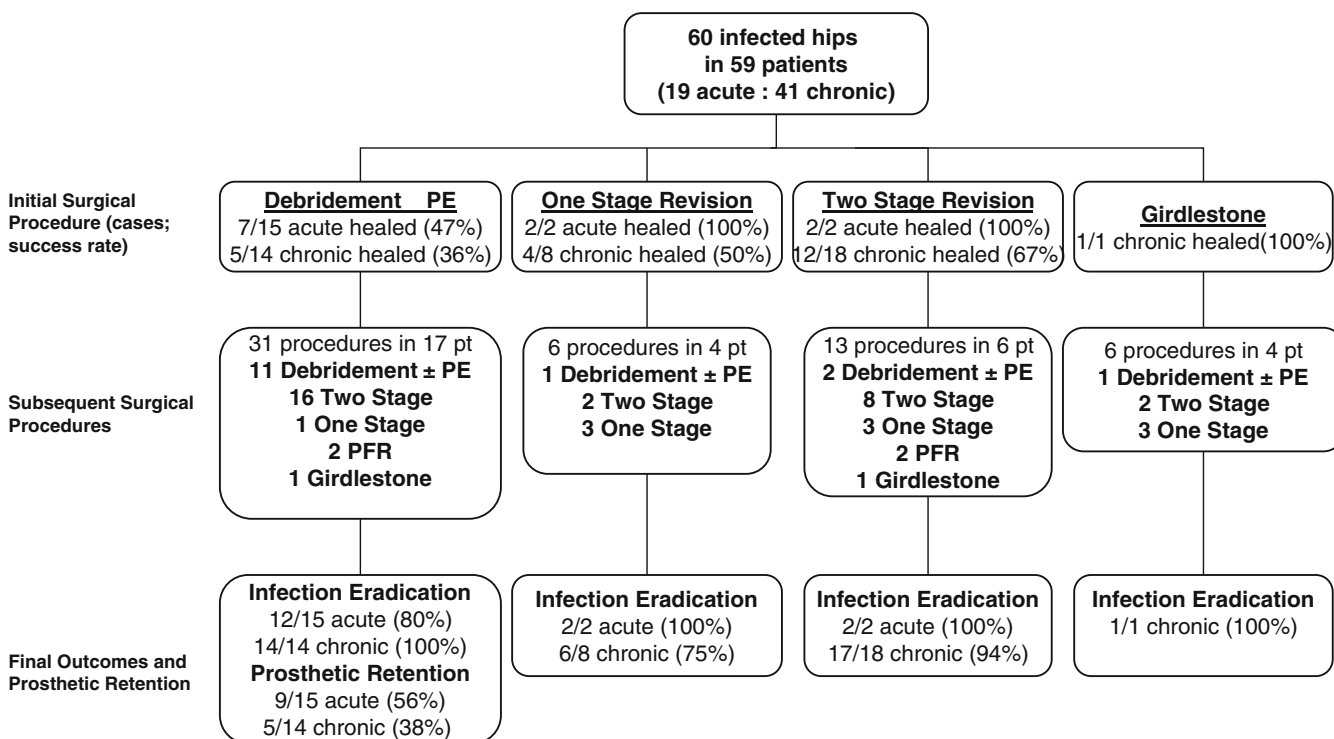 60 infected hips
in 59 patients
(19 acute : 41 chronic)
Initial Surgical
Procedure (cases;
success rate)
Debridement PE
7/15 acute healed (47%)
5/14 chronic healed (36%)
One Stage Revision
2/2 acute healed (100%)
4/8 chronic healed (50%)
Two Stage Revision
2/2 acute healed (100%)
12/18 chronic healed (67%)
Girdlestone
1/1 chronic healed(100%)
Subsequent Surgical
Procedures
31 procedures in 17 pt
11 Debridement ± PE
16 Two Stage
1 One Stage
2 PFR
1 Girdlestone
6 procedures in 4 pt
1 Debridement ± PE
2 Two Stage
3 One Stage
13 procedures in 6 pt
2 Debridement ± PE
8 Two Stage
3 One Stage
2 PFR
1 Girdlestone
6 procedures in 4 pt
1 Debridement ± PE
2 Two Stage
3 One Stage
Final Outcomes and
Prosthetic Retention
Infection Eradication
12/15 acute (80%)
14/14 chronic (100%)
Prosthetic Retention
9/15 acute (56%)
5/14 chronic (38%)
Infection Eradication
2/2 acute (100%)
6/8 chronic (75%)
Infection Eradication
2/2 acute (100%)
17/18 chronic (94%)
Infection Eradication
1/1 chronic (100%)